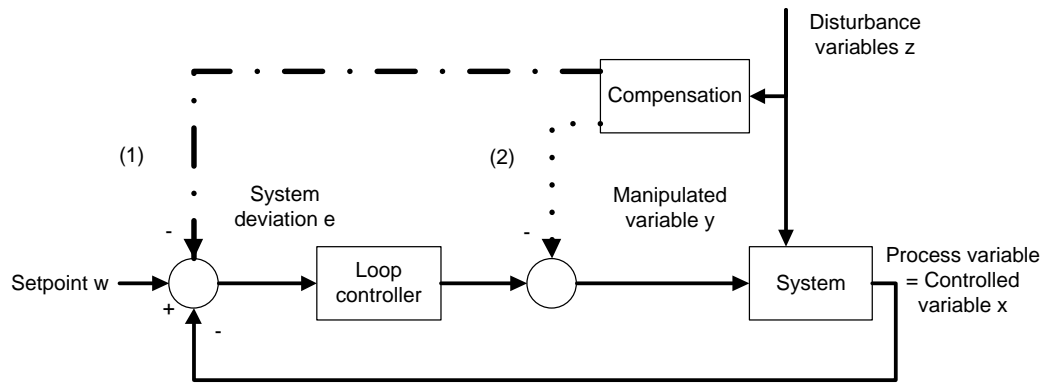 Disturbance
variables z
Compensation
(1)
(2)
System
deviation e
Manipulated
variable y
-
-
Setpoint w
+
-
Loop
controller
System
Process variable
= Controlled
variable x